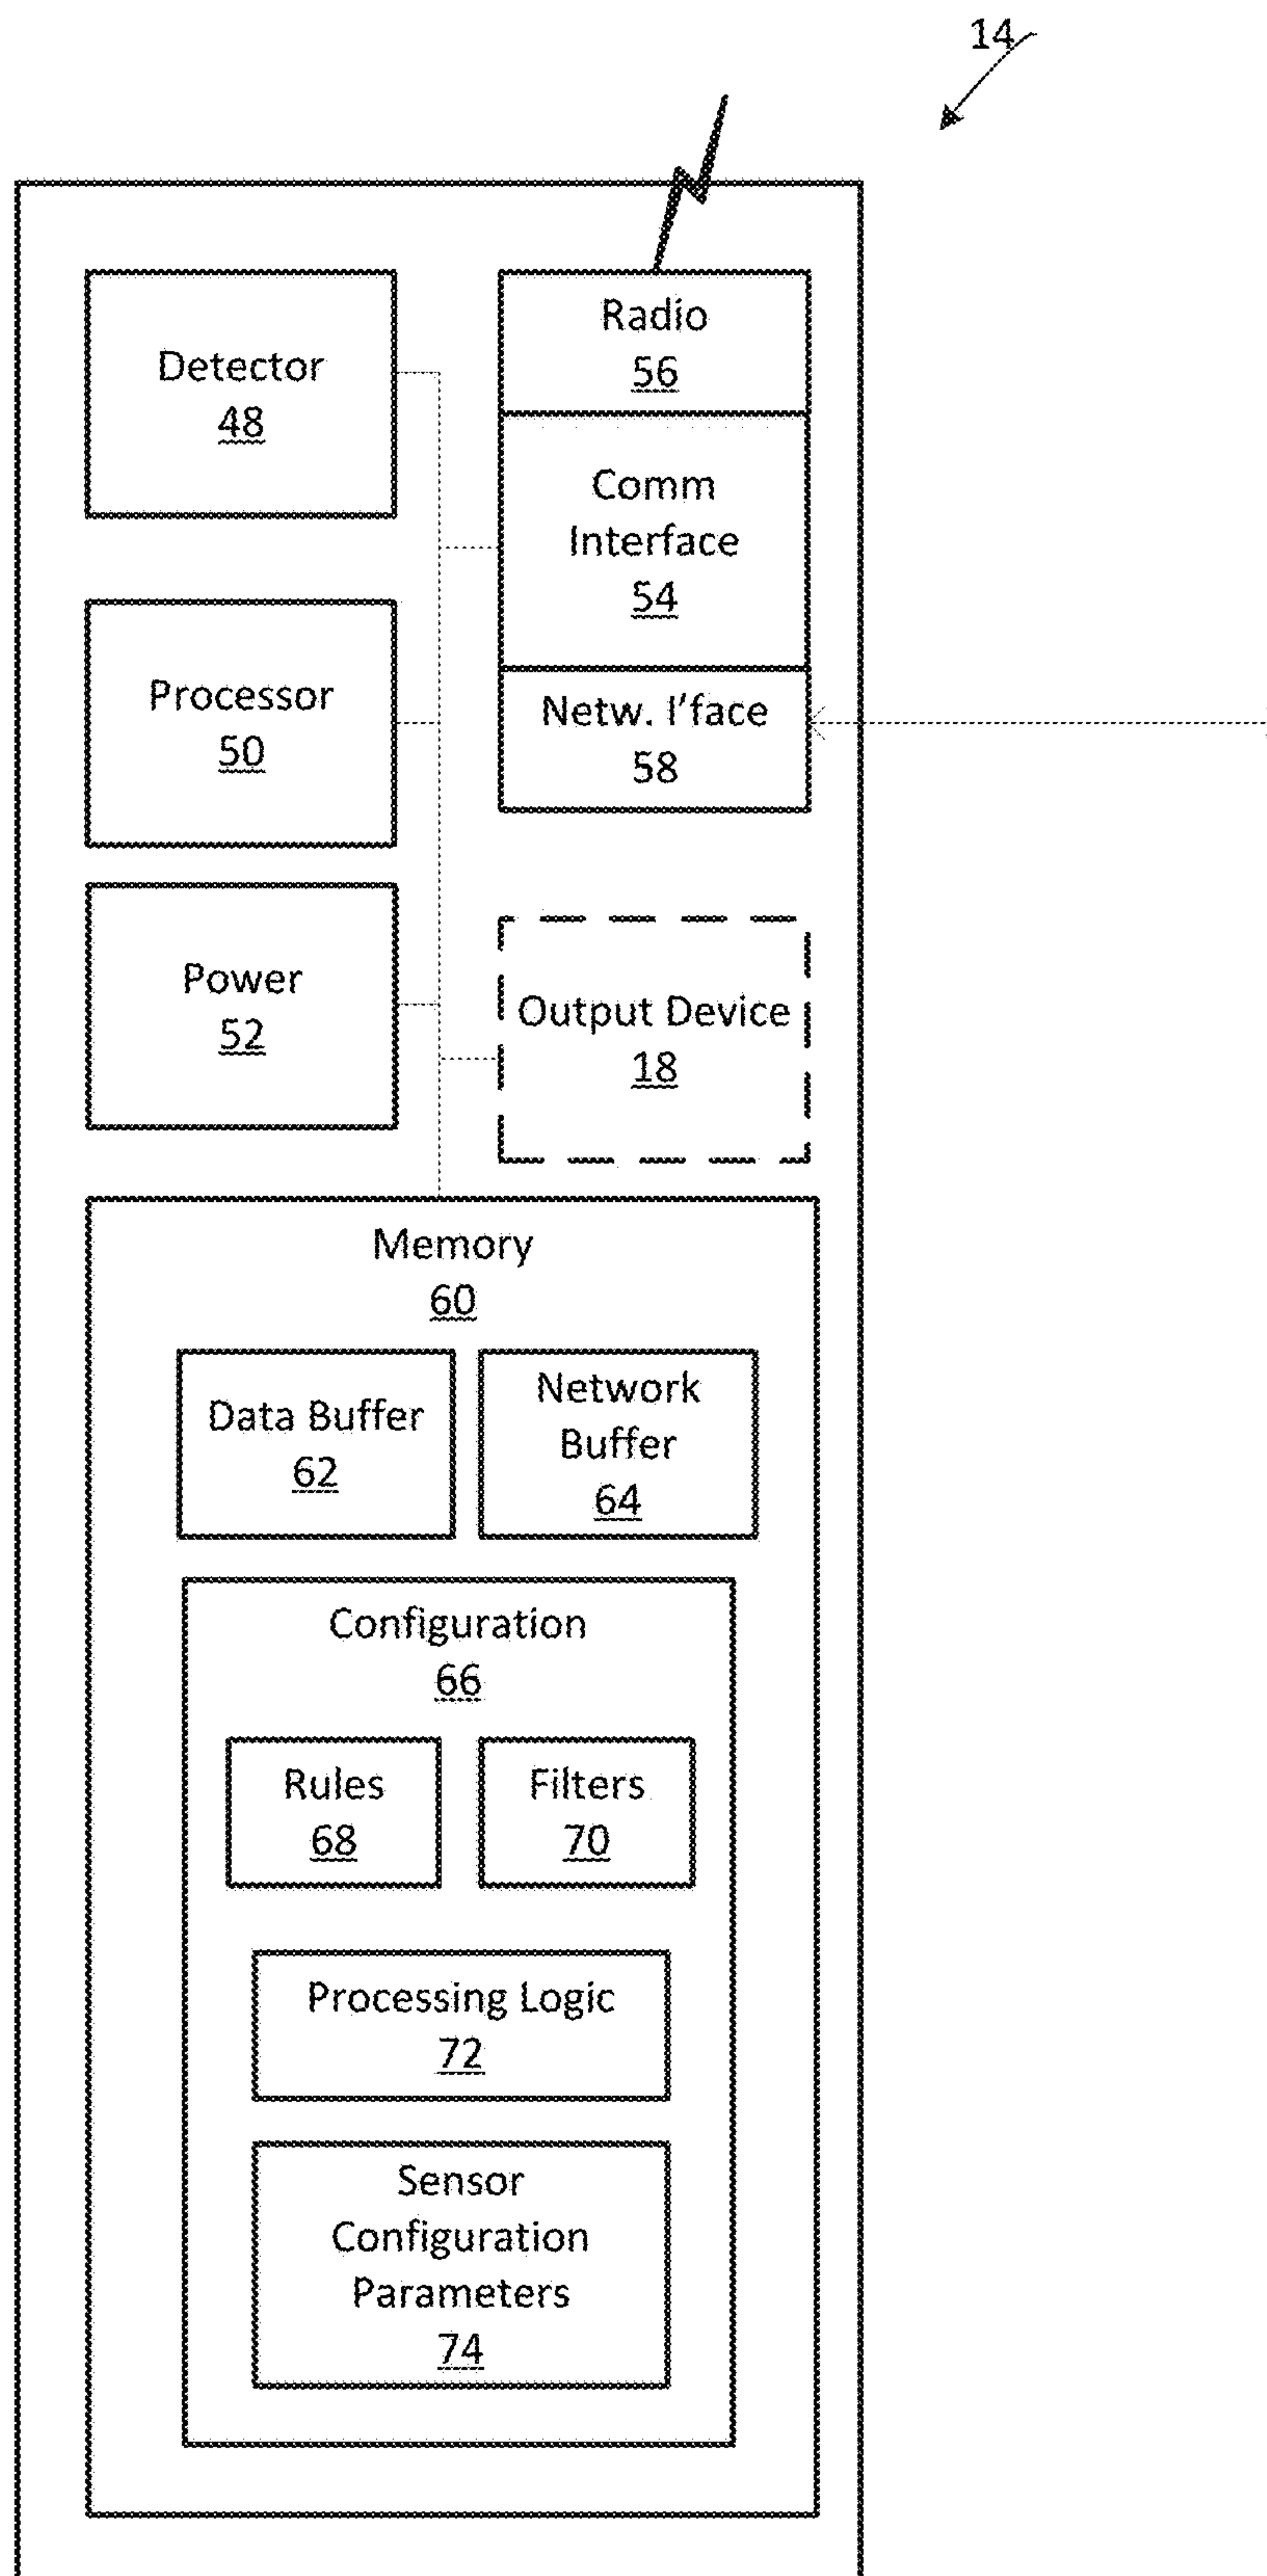 14
Detector
48
Radio
56
Comm
Interface
54
Processor
50
Netw. I'face
58
Power
52
Output Device
18
Memory
60
Data Buffer
62
Network
Buffer
64
Configuration
66
Rules
68
Filters
70
Processing Logic
72
Sensor
Configuration
Parameters
74